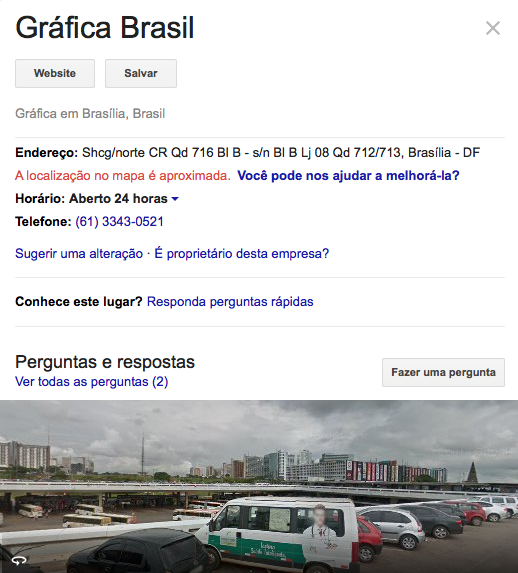 Gráfica Brasil
Website
Salvar
Gráfica em Brasília, Brasil
Endereço: Shcg/norte CR Qd 716 Bl B - s/n Bl B Lj 08 Qd 712/713, Brasília - DF
A localização no mapa é aproximada. Você pode nos ajudar a melhorá-la?
Horário: Aberto 24 horas
Telefone: (61) 3343-0521
Sugerir uma alteração · É proprietário desta empresa?
Conhece este lugar? Responda perguntas rápidas
Perguntas e respostas
Ver todas as perguntas (2)
Fazer uma pergunta